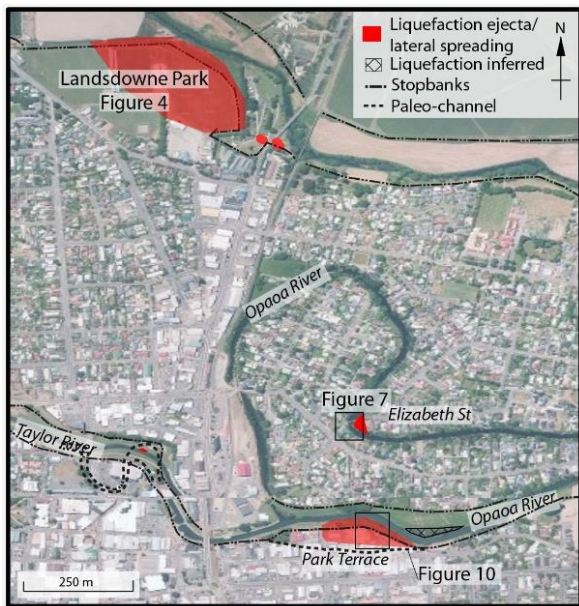 Liquefaction ejecta/
lateral spreading
Liquefaction inferred
Stopbanks
Paleo-channel
N
Landsdowne Park
Figure 4
Opaoa River
Figure 7
Elizabeth St
Taylor River
Opaoa River
Park Terrace
Figure 10
250 m